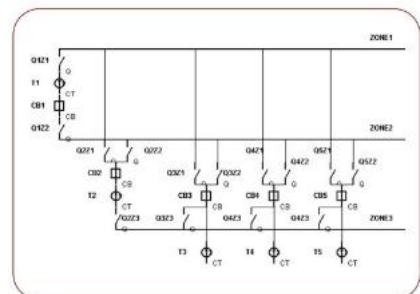 ZONE1
Q1Z1
Q
T1
CT
CB1
CB
Q1Z2
Q
ZONE2
Q2Z1
Q2Z2
Q
Q
CB2
CB
T2
CT
Q2Z3
Q
Q3Z1
Q3Z2
Q
Q
CB3
CB
Q3Z3
Q
Q4Z1
Q4Z2
Q
Q
CB4
CB
Q4Z3
Q
Q5Z1
Q5Z2
Q
Q
CB5
CB
Q4Z3
Q
ZONE3
T3
CT
T4
CT
T5
CT